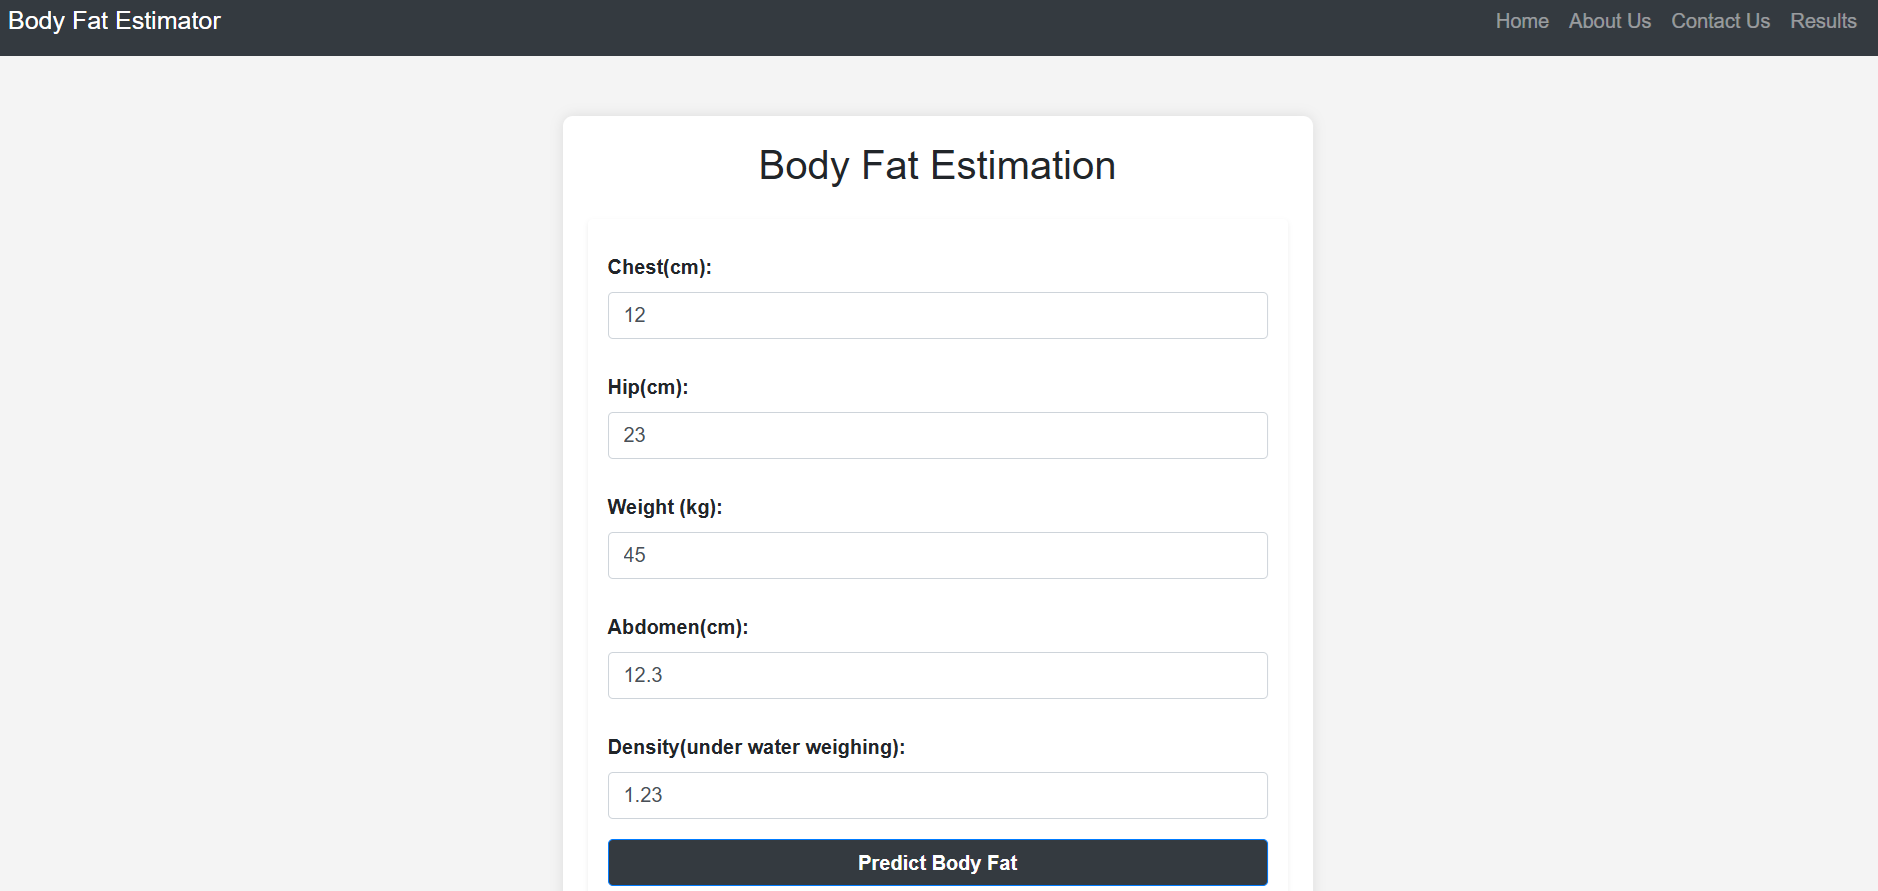 Body Fat Estimator
Home About Us Contact Us Results
Body Fat Estimation
Chest(cm):
12
Hip(cm):
23
Weight (kg):
45
Abdomen(cm):
12.3
Density(under water weighing):
1.23
Predict Body Fat